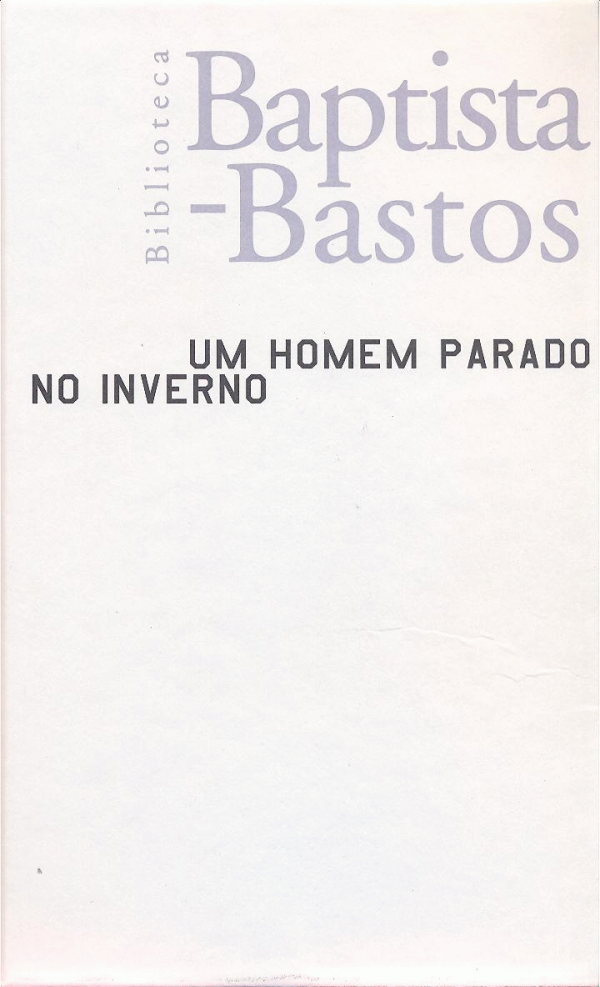 Biblioteca
Baptista
-Bastos
UM HOMEM PARADO
NO INVERNO